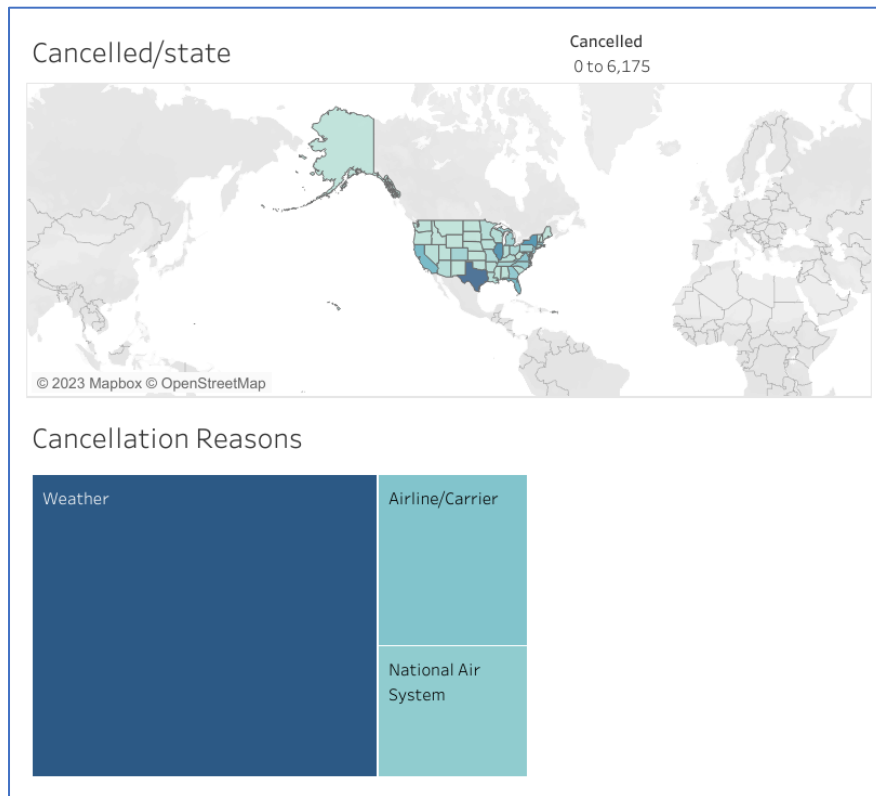 Cancelled/state
Cancelled
0 to 6,175
© 2023 Mapbox © OpenStreetMap
Cancellation Reasons
Weather
Airline/Carrier
National Air
System